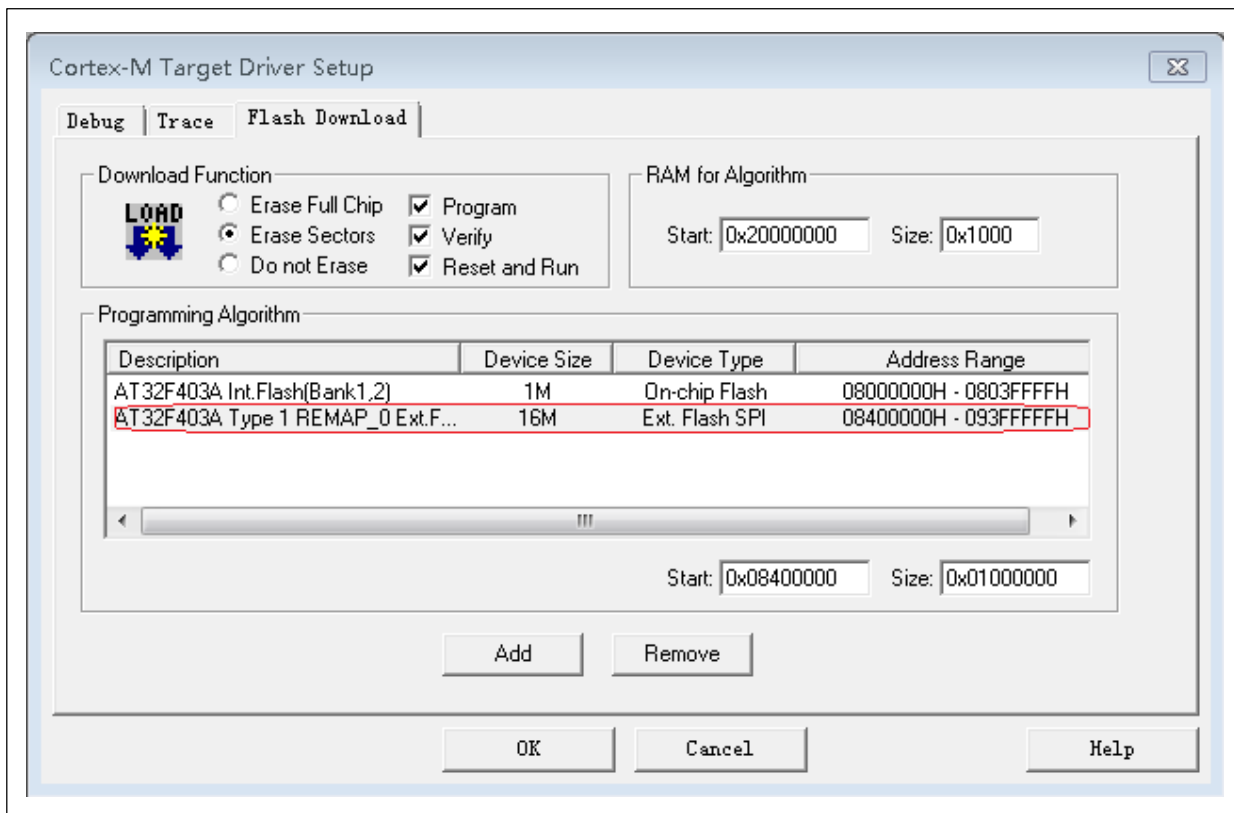 Cortex-M Target Driver Setup
Debug Trace Flash Download
Download Function
LOAD
Erase Full Chip Program
Erase Sectors Verify
Do not Erase Reset and Run
RAM for Algorithm
Start: 0x20000000 Size: 0x1000
Programming Algorithm
Description Device Size Device Type Address Range
AT32F403A Int.Flash(Bank1,2) 1M On-chip Flash 08000000H - 0803FFFFH
AT32F403A Type 1 REMAP_0 Ext.F... 16M Ext. Flash SPI 08400000H - 093FFFFFH
Start: 0x08400000 Size: 0x01000000
Add Remove
OK Cancel Help